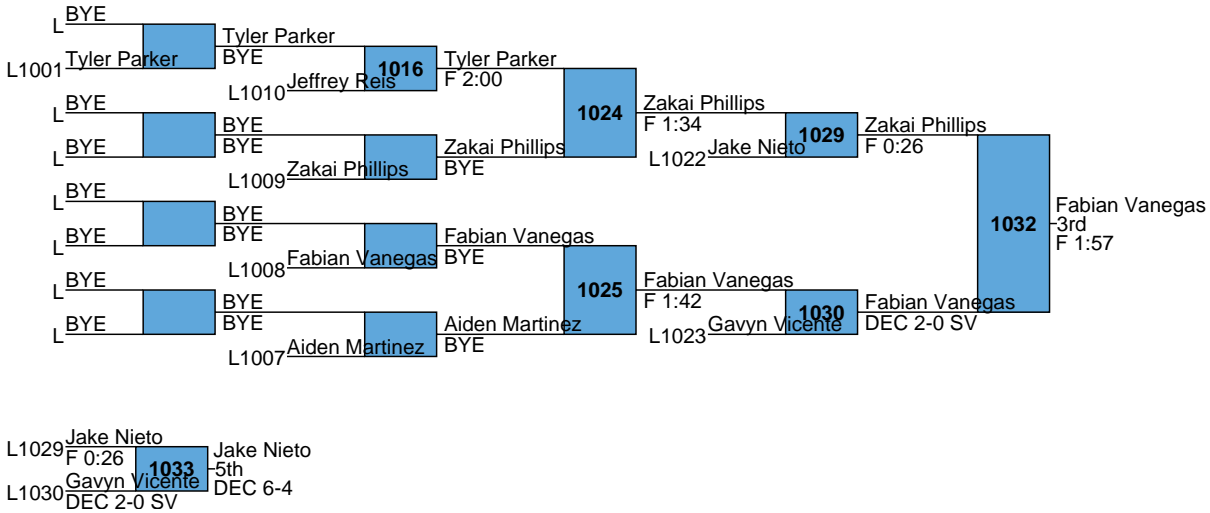 L BYE
L1001 Tyler Parker
Tyler Parker
BYE
L1010 Jeffrey Reis
1016
Tyler Parker
F 2:00
L BYE
L BYE
BYE
BYE
L1009 Zakai Phillips
Zakai Phillips
BYE
1024
Zakai Phillips
F 1:34
L1022 Jake Nieto
1029
Zakai Phillips
F 0:26
L BYE
L BYE
BYE
BYE
L1008 Fabian Vanegas
Fabian Vanegas
BYE
L BYE
L BYE
BYE
BYE
L1007 Aiden Martinez
Aiden Martinez
BYE
1025
Fabian Vanegas
F 1:42
L1023 Gavyn Vicente
1030
Fabian Vanegas
DEC 2-0 SV
1032
Fabian Vanegas
3rd
F 1:57
L1029 Jake Nieto
F 0:26
L1030 Gavyn Vicente
DEC 2-0 SV
1033
Jake Nieto
5th
DEC 6-4